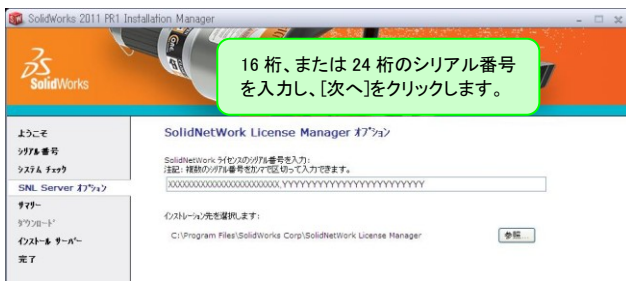 SolidWorks 2011 PR1 Installation Manager
16 桁、または 24 桁のシリアル番号
を入力し、[次へ]をクリックします。
SolidWorks
ようこそ
シリアル番号
システム チェック
SNL Server オプション
サマリー
ダウンロード
インストール サーバー
完了
SolidNetWork License Manager オプション
SolidNetWork ライセンスのシリアル番号を入力:
注記: 複数のシリアル番号をカンマで区切って入力できます。
XXXXXXXXXXXXXXXXXXXXXXXX,YYYYYYYYYYYYYYYYYYYYYYYY
インストレーション先を選択します:
C:\Program Files\SolidWorks Corp\SolidNetWork License Manager
参照...